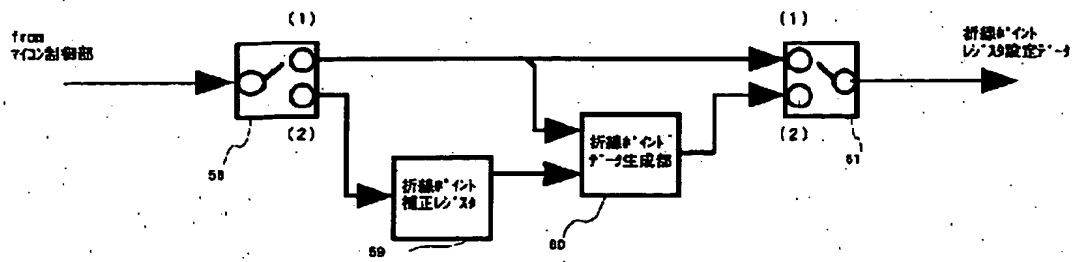 from
マイコン制御部
(1)
(1)
折線ポイント
レジスタ設定データ
58
(2)
折線ポイント
データ生成部
(2)
61
折線ポイント
補正レジスタ
59
60